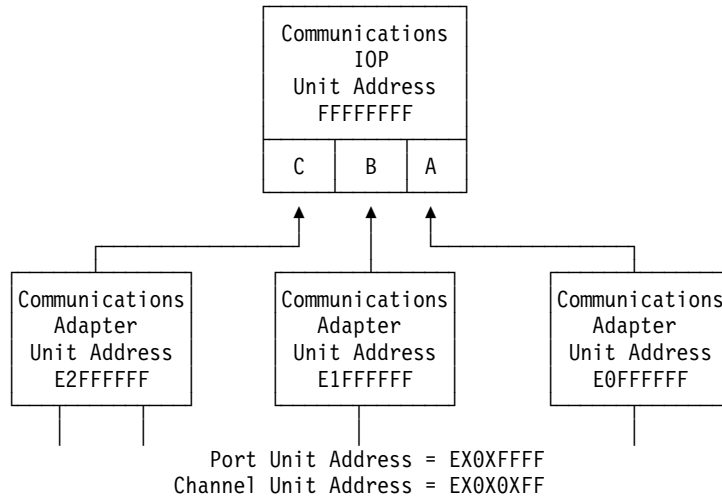 Communications
IOP
Unit Address
FFFFFFFF
C B A
Communications Communications Communications
Adapter Adapter Adapter
Unit Address Unit Address Unit Address
E2FFFFFF E1FFFFFF E0FFFFFF
Port Unit Address = EX0XFFFF
Channel Unit Address = EX0X0XFF